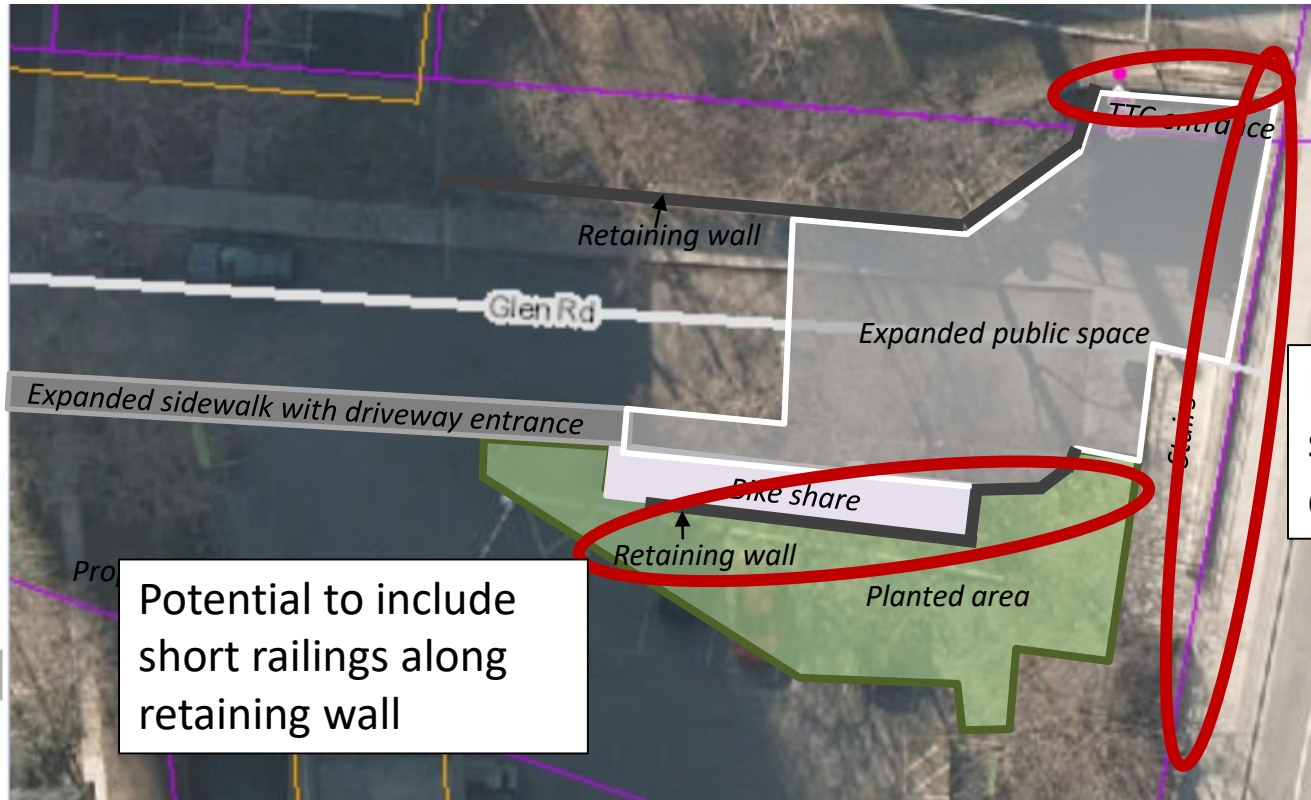 TTC entrance
Retaining wall
Glen Rd
Expanded public space
Expanded sidewalk with driveway entrance
Stairs
Bike share
Retaining wall
Planted area
Potential to include
short railings along
retaining wall